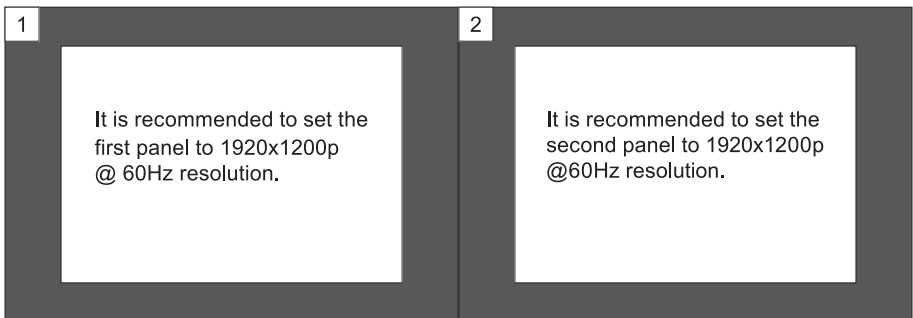 1
It is recommended to set the
first panel to 1920x1200p
@ 60Hz resolution.
2
It is recommended to set the
second panel to 1920x1200p
@60Hz resolution.